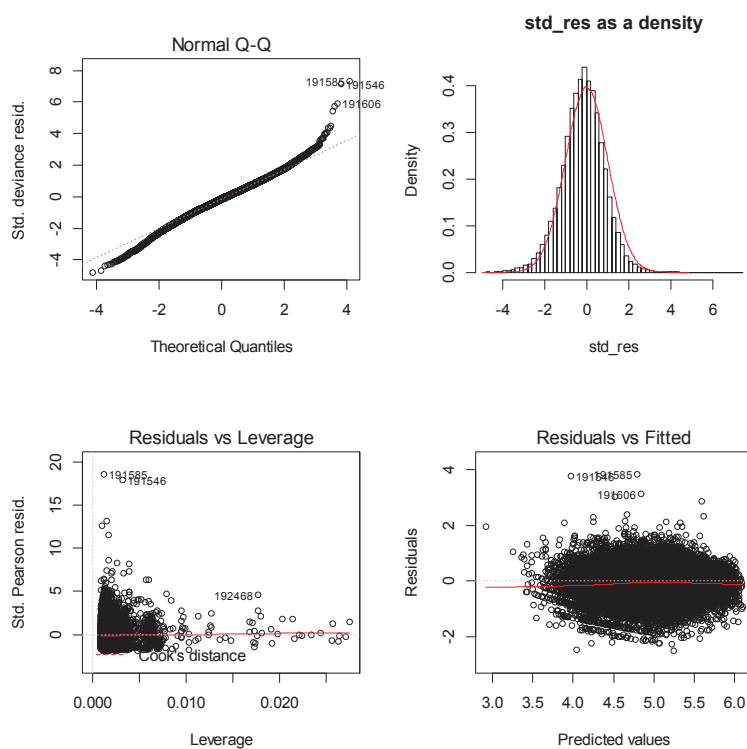 Normal Q-Q
Std. deviance resid.
8
6
4
2
0
-2
-4
191585
191546
191606
-4 -2 0 2 4
Theoretical Quantiles
std_res as a density
Density
0.4
0.3
0.2
0.1
0.0
-4 -2 0 2 4 6
std_res
Residuals vs Leverage
Std. Pearson resid.
20
15
10
5
0
191585
191546
192468
Cook's distance
0.000 0.010 0.020
Leverage
Residuals vs Fitted
Residuals
4
2
0
-2
191546
191585
191606
3.0 3.5 4.0 4.5 5.0 5.5 6.0
Predicted values